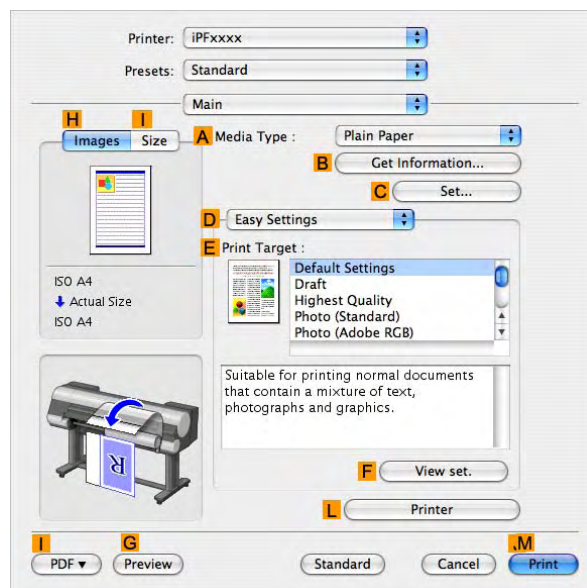 Printer: iPFxxxx
Presets: Standard
Main
H I
Images Size
A Media Type : Plain Paper
B Get Information...
C Set...
D Easy Settings
E Print Target :
Default Settings
Draft
Highest Quality
Photo (Standard)
Photo (Adobe RGB)
ISO A4
Actual Size
ISO A4
Suitable for printing normal documents
that contain a mixture of text,
photographs and graphics.
R
F View set.
L Printer
I G .M
PDF ▼ Preview Standard Cancel Print